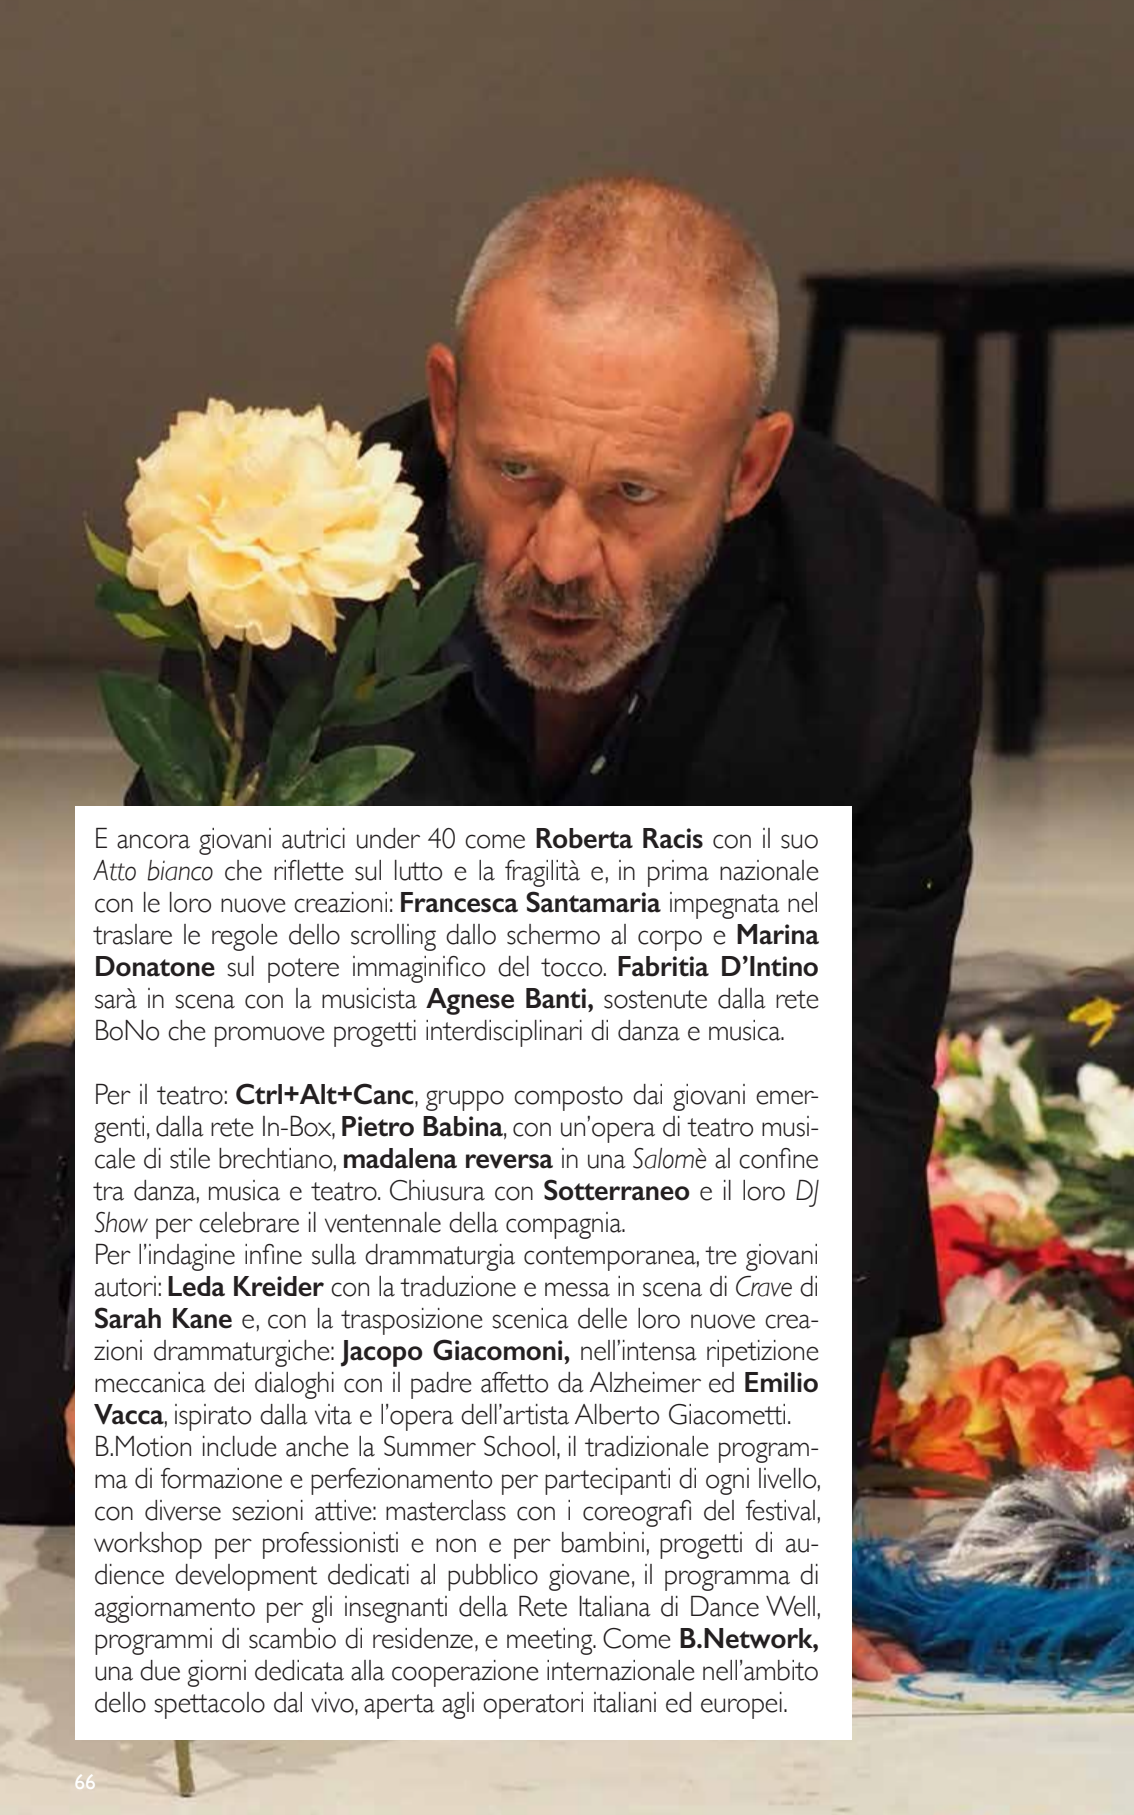 E ancora giovani autrici under 40 come Roberta Racis con il suo
Atto bianco che riflette sul lutto e la fragilità e, in prima nazionale
con le loro nuove creazioni: Francesca Santamaria impegnata nel
traslare le regole dello scrolling dallo schermo al corpo e Marina
Donatone sul potere immaginifico del tocco. Fabritia D’Intino
sarà in scena con la musicista Agnese Banti, sostenute dalla rete
BoNo che promuove progetti interdisciplinari di danza e musica.
Per il teatro: Ctrl+Alt+Canc, gruppo composto dai giovani emer-
genti, dalla rete In-Box, Pietro Babina, con un’opera di teatro musi-
cale di stile brechtiano, madalena reversa in una Salomè al confine
tra danza, musica e teatro. Chiusura con Sotterraneo e il loro DJ
Show per celebrare il ventennale della compagnia.
Per l’indagine infine sulla drammaturgia contemporanea, tre giovani
autori: Leda Kreider con la traduzione e messa in scena di Crave di
Sarah Kane e, con la trasposizione scenica delle loro nuove crea-
zioni drammaturgiche: Jacopo Giacomoni, nell’intensa ripetizione
meccanica dei dialoghi con il padre affetto da Alzheimer ed Emilio
Vacca, ispirato dalla vita e l’opera dell’artista Alberto Giacometti.
B.Motion include anche la Summer School, il tradizionale program-
ma di formazione e perfezionamento per partecipanti di ogni livello,
con diverse sezioni attive: masterclass con i coreografi del festival,
workshop per professionisti e non e per bambini, progetti di au-
dience development dedicati al pubblico giovane, il programma di
aggiornamento per gli insegnanti della Rete Italiana di Dance Well,
programmi di scambio di residenze, e meeting. Come B.Network,
una due giorni dedicata alla cooperazione internazionale nell’ambito
dello spettacolo dal vivo, aperta agli operatori italiani ed europei.
66